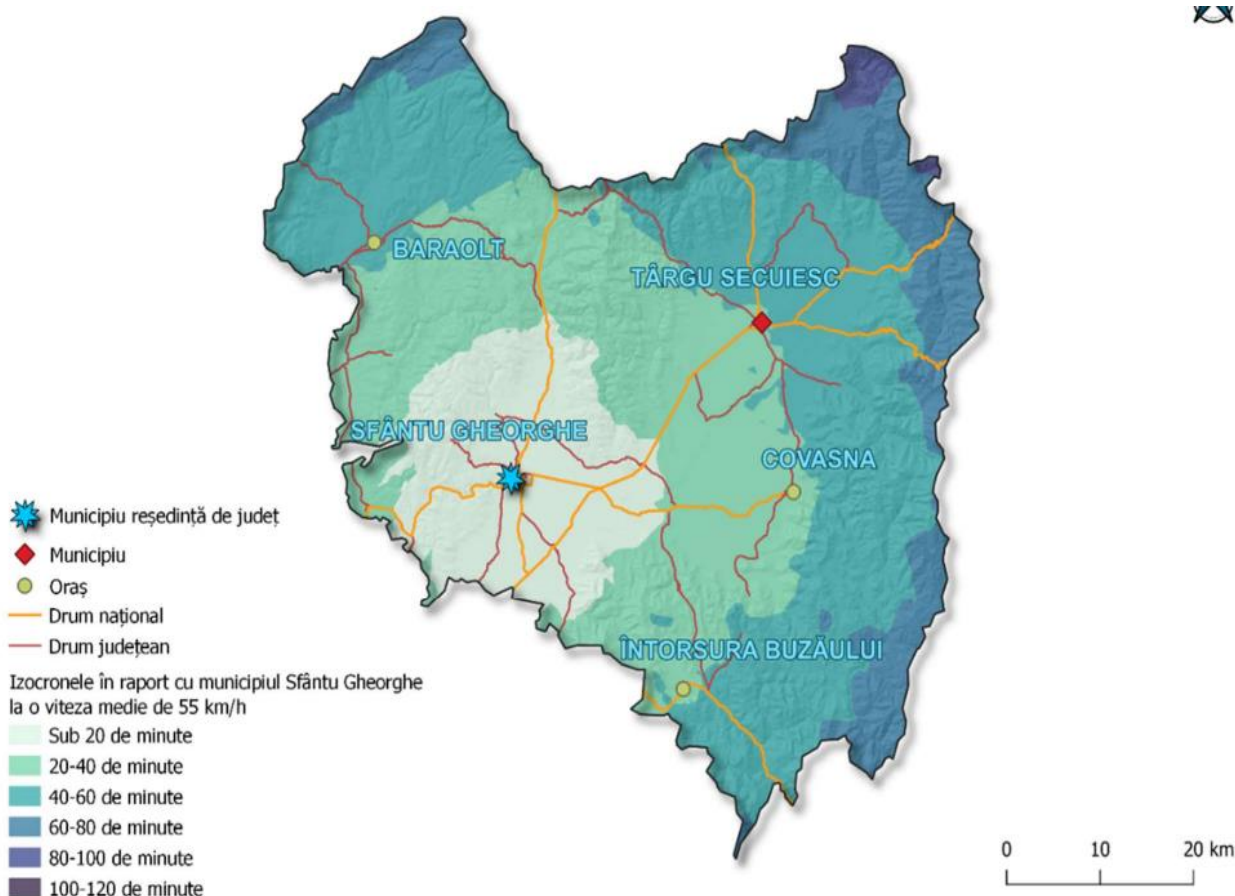 BARAOLT
TÂRGU SECUIESC
SFÂNTU GHEORGHE
COVASNA
ÎNTORSURA BUZĂULUI
Municipiu reședință de județ
Municipiu
Oraș
Drum național
Drum județean
Izocronele în raport cu municipiul Sfântu Gheorghe
la o viteza medie de 55 km/h
Sub 20 de minute
20-40 de minute
40-60 de minute
60-80 de minute
80-100 de minute
100-120 de minute
0 10 20 km